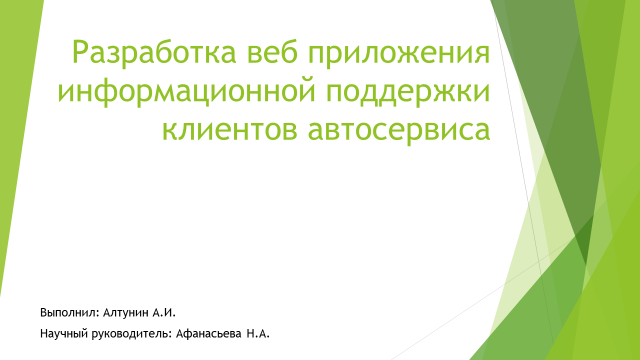 Разработка веб приложения
информационной поддержки
клиентов автосервиса
Выполнил: Алтунин А.И.
Научный руководитель: Афанасьева Н.А.